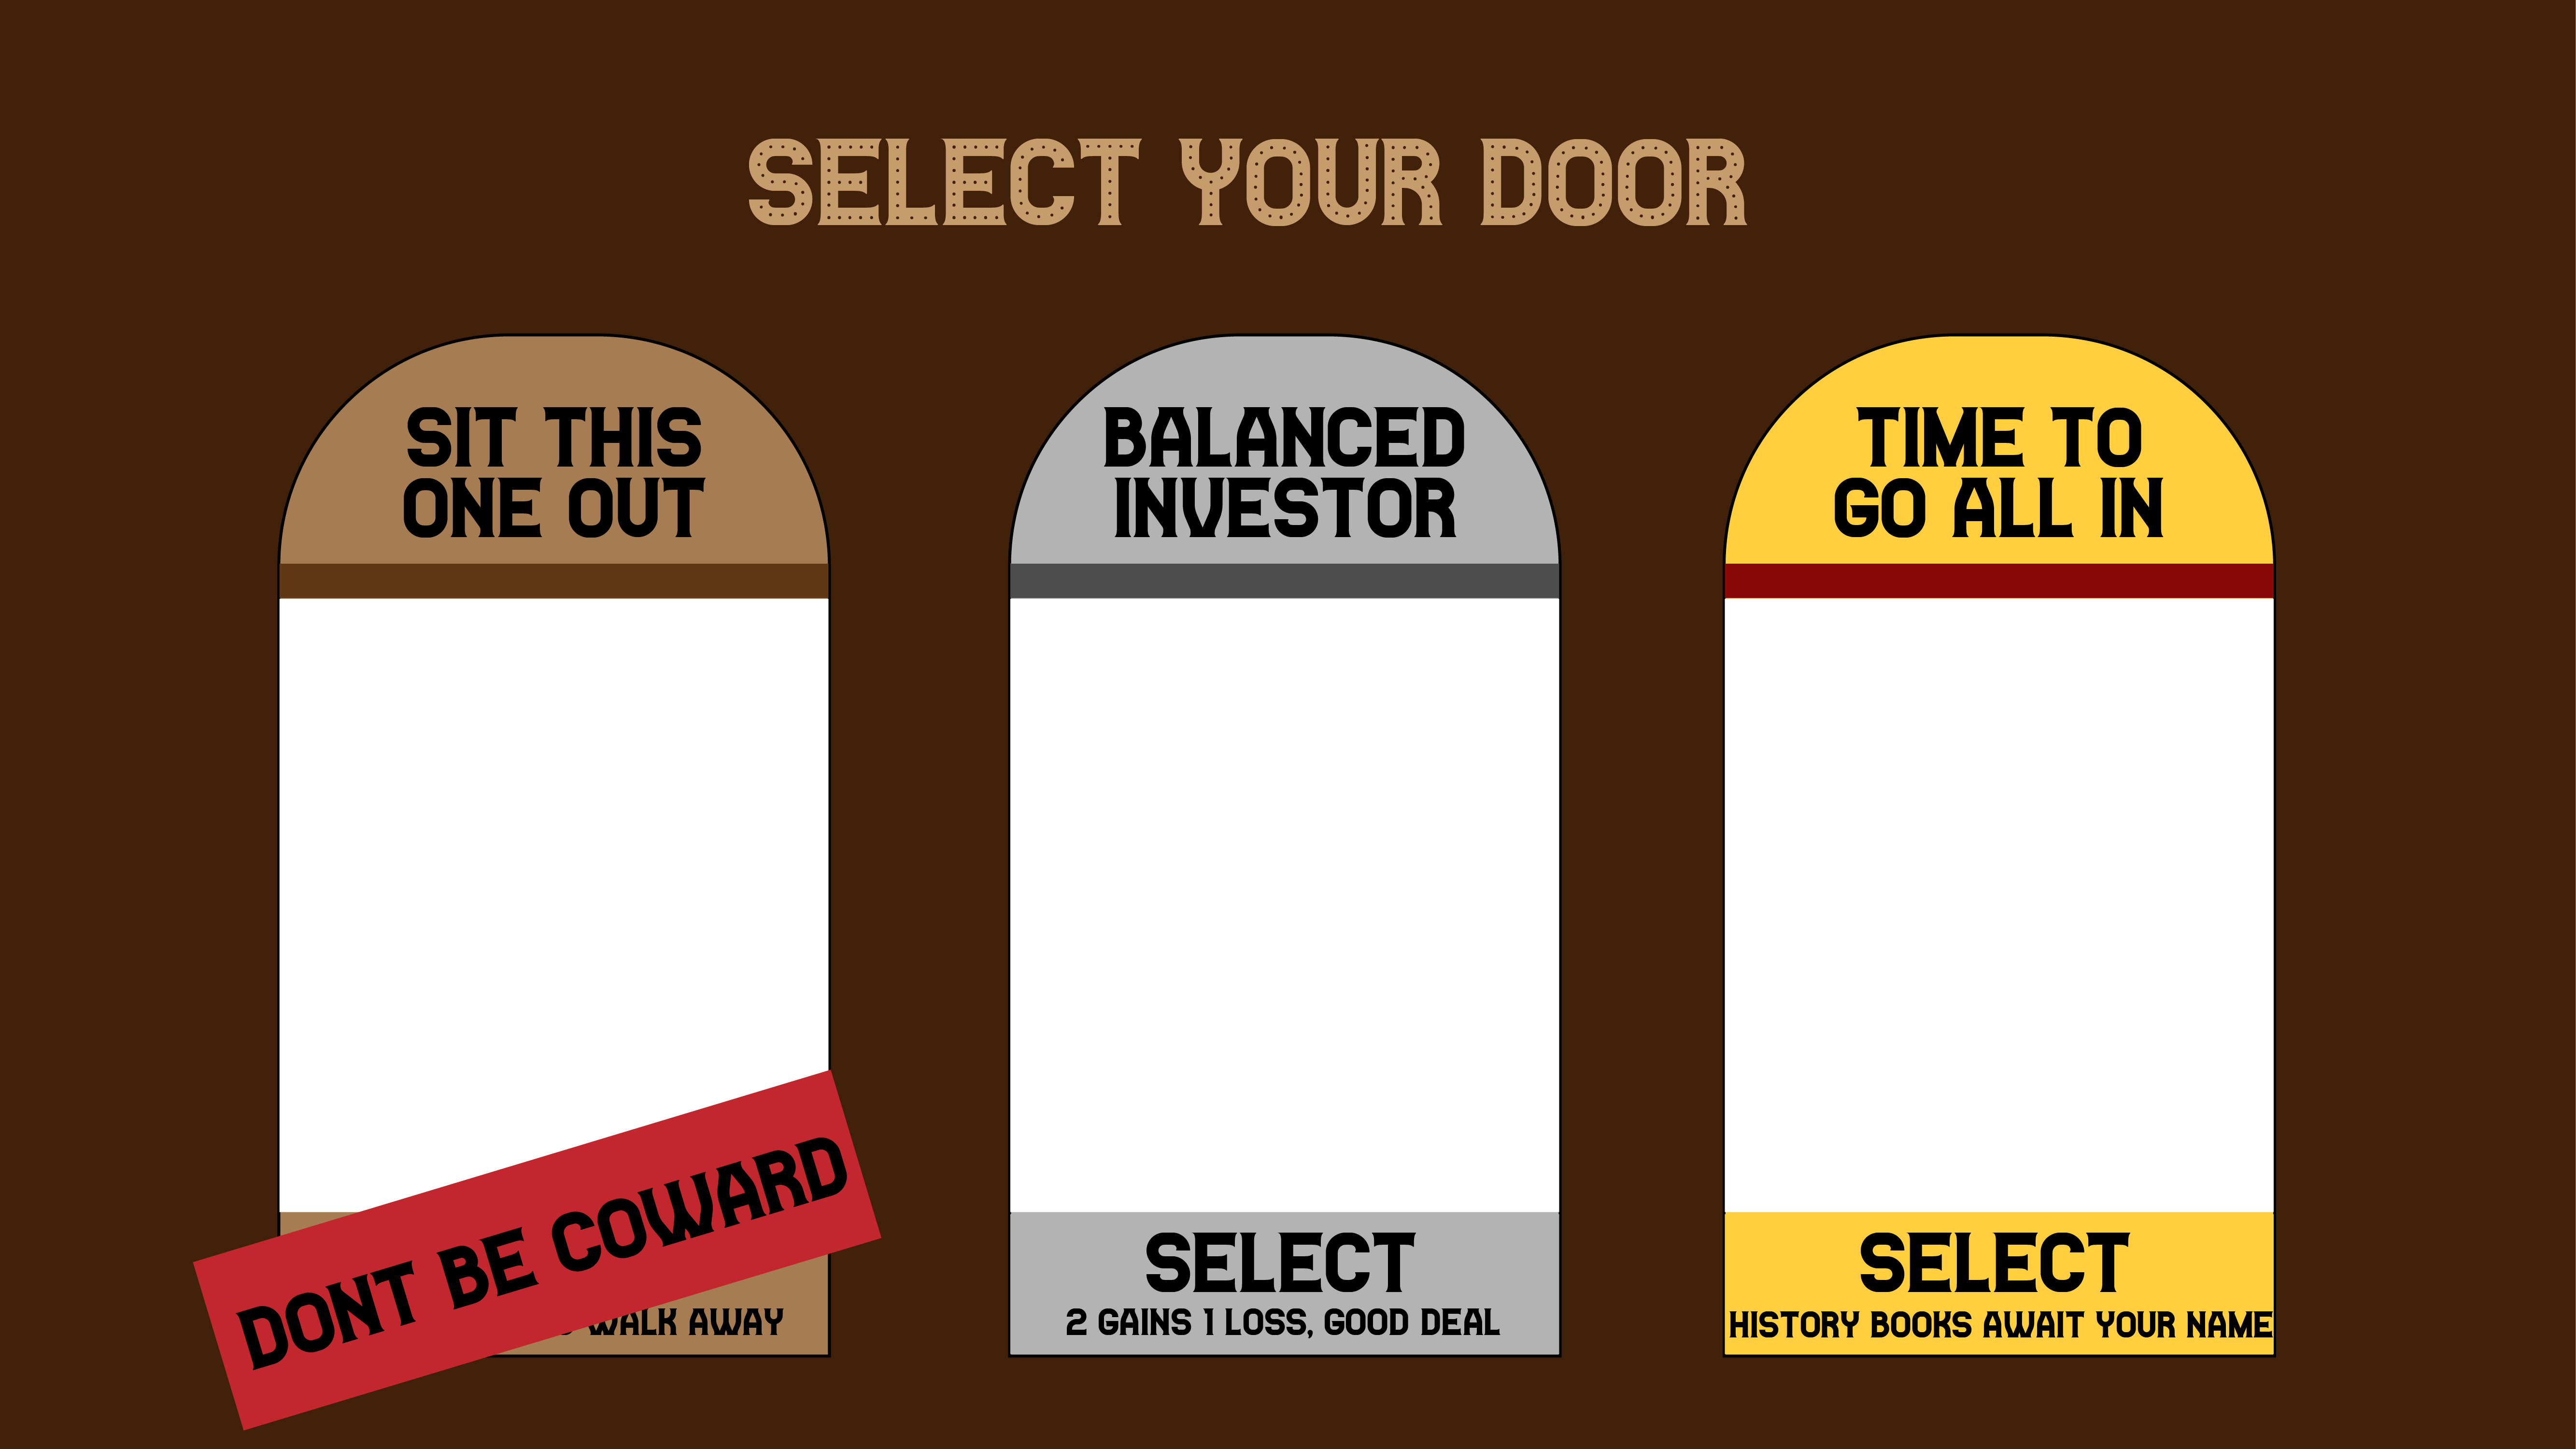 SELECT YOUR DOOR
SIT THIS
ONE OUT
DONT BE COWARD
WALK AWAY
BALANCED
INVESTOR
SELECT
2 GAINS 1 LOSS, GOOD DEAL
TIME TO
GO ALL IN
SELECT
HISTORY BOOKS AWAIT YOUR NAME